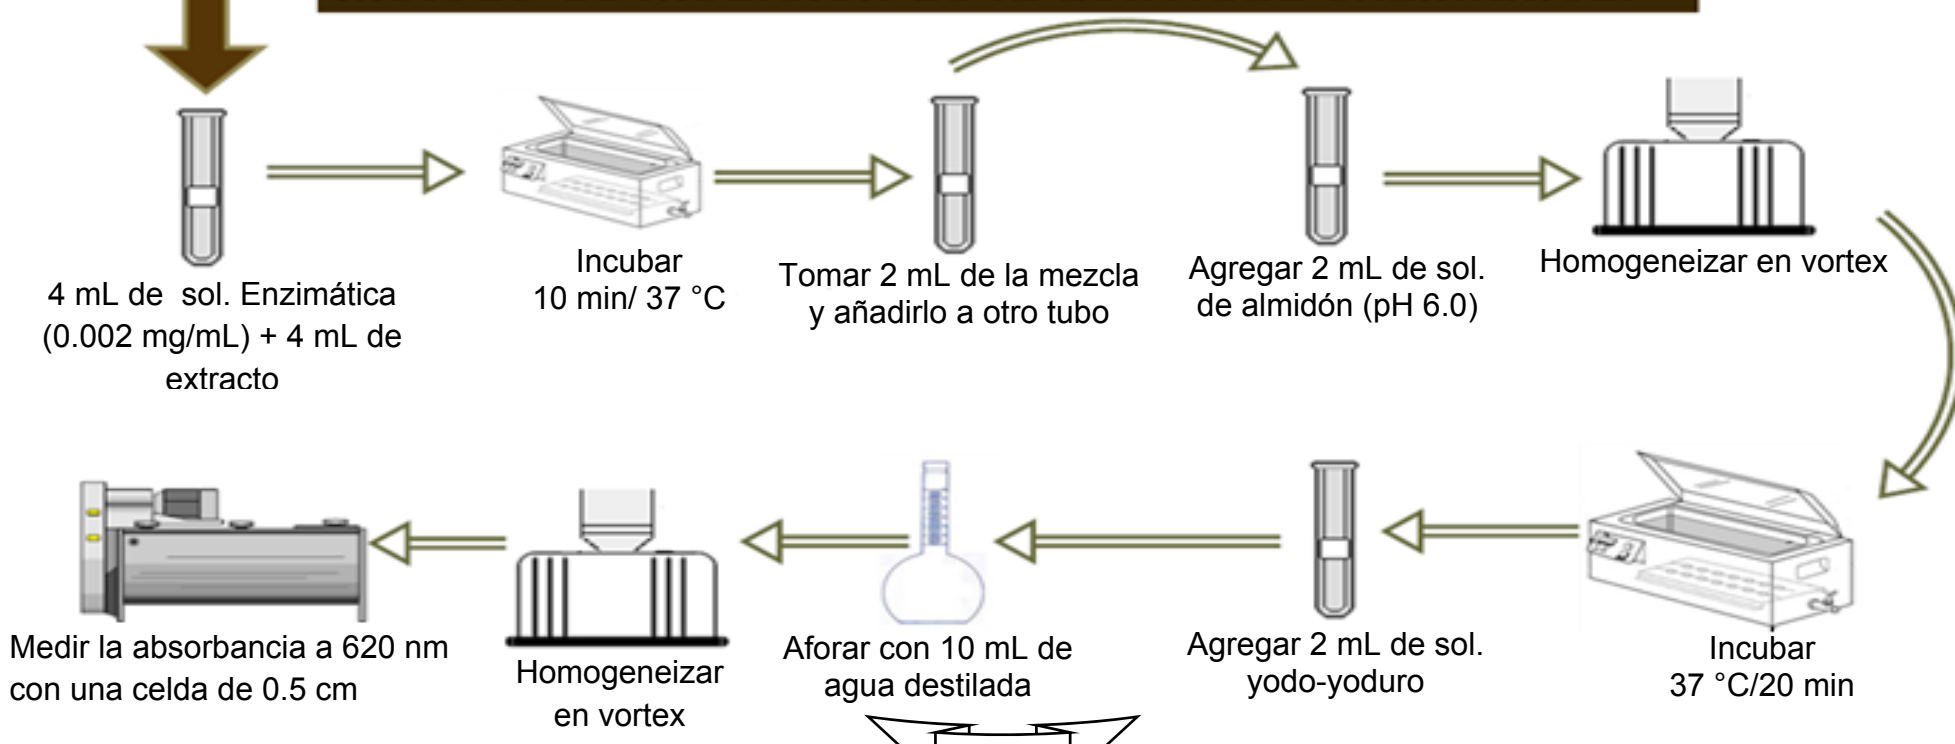 4 mL de sol. Enzimática
(0.002 mg/mL) + 4 mL de
extracto
Incubar
10 min/ 37 °C
Tomar 2 mL de la mezcla
y añadirlo a otro tubo
Agregar 2 mL de sol.
de almidón (pH 6.0)
Homogeneizar en vortex
Incubar
37 °C/20 min
Agregar 2 mL de sol.
yodo-yoduro
Aforar con 10 mL de
agua destilada
Homogeneizar
en vortex
Medir la absorbancia a 620 nm
con una celda de 0.5 cm